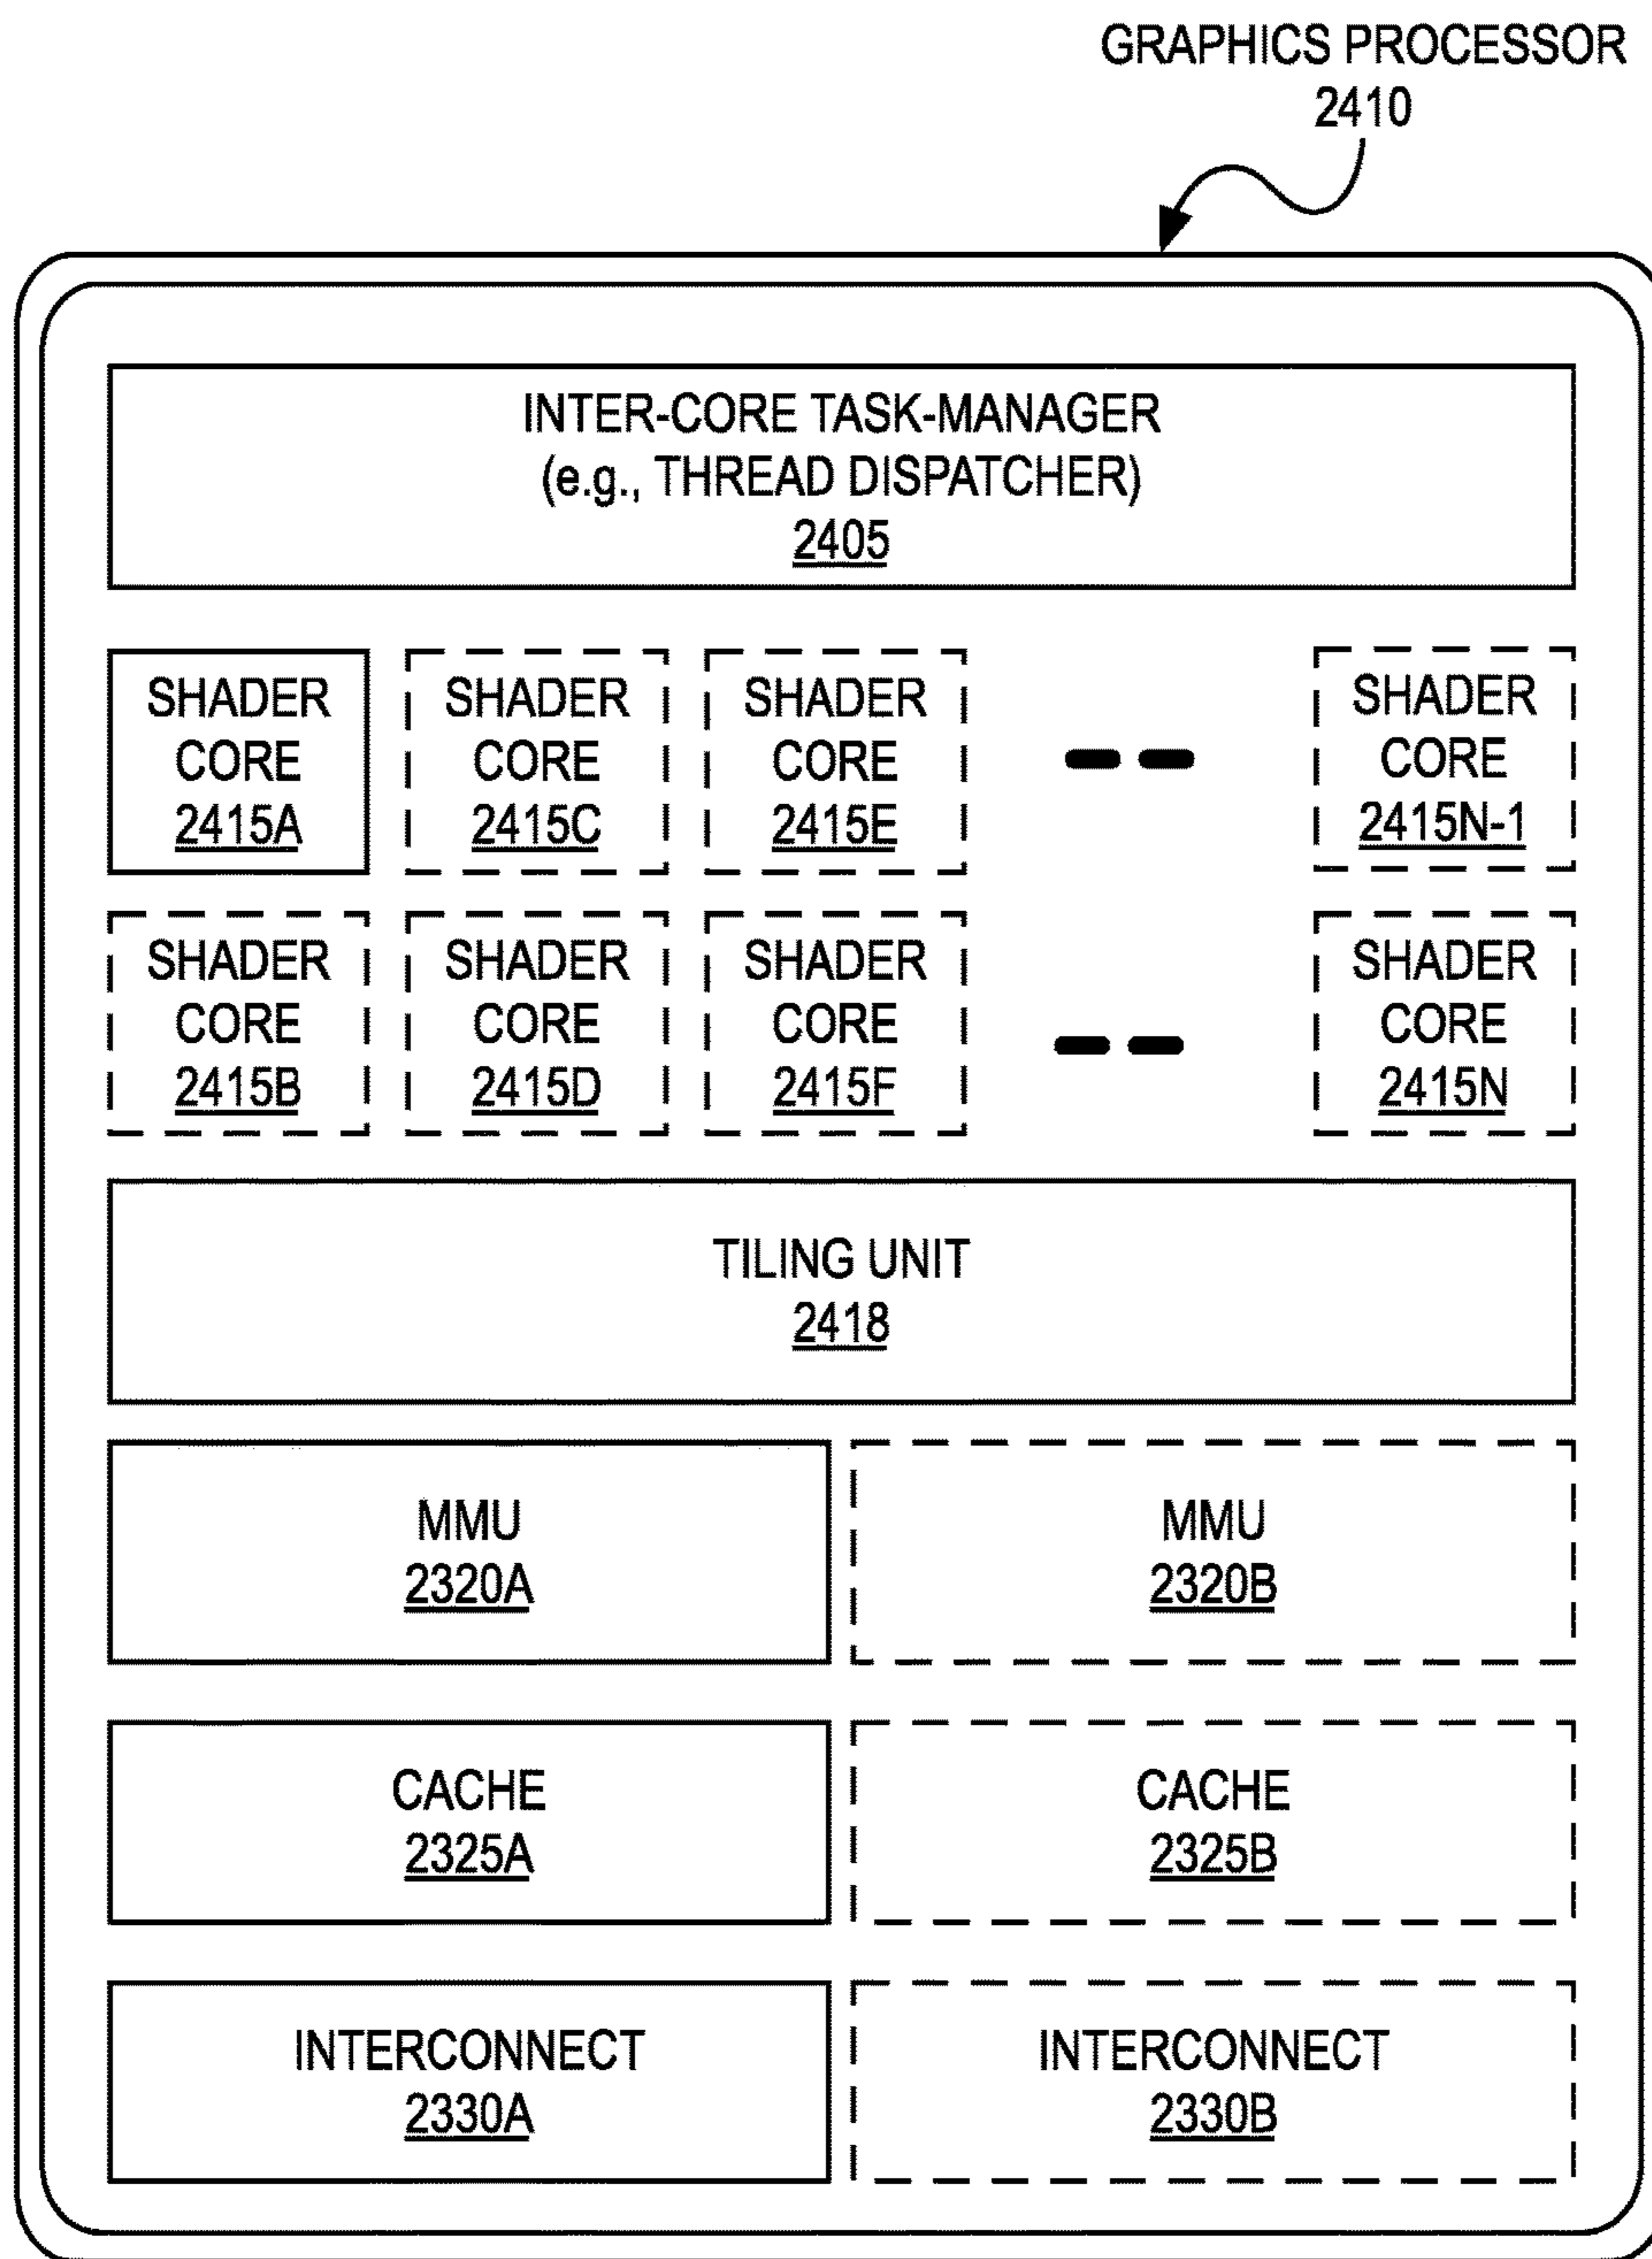 GRAPHICS PROCESSOR
2410
INTER-CORE TASK-MANAGER
(e.g., THREAD DISPATCHER)
2405
SHADER
CORE
2415A
SHADER
CORE
2415C
SHADER
CORE
2415E
SHADER
CORE
2415N-1
SHADER
CORE
2415B
SHADER
CORE
2415D
SHADER
CORE
2415F
SHADER
CORE
2415N
TILING UNIT
2418
MMU
2320A
MMU
2320B
CACHE
2325A
CACHE
2325B
INTERCONNECT
2330A
INTERCONNECT
2330B